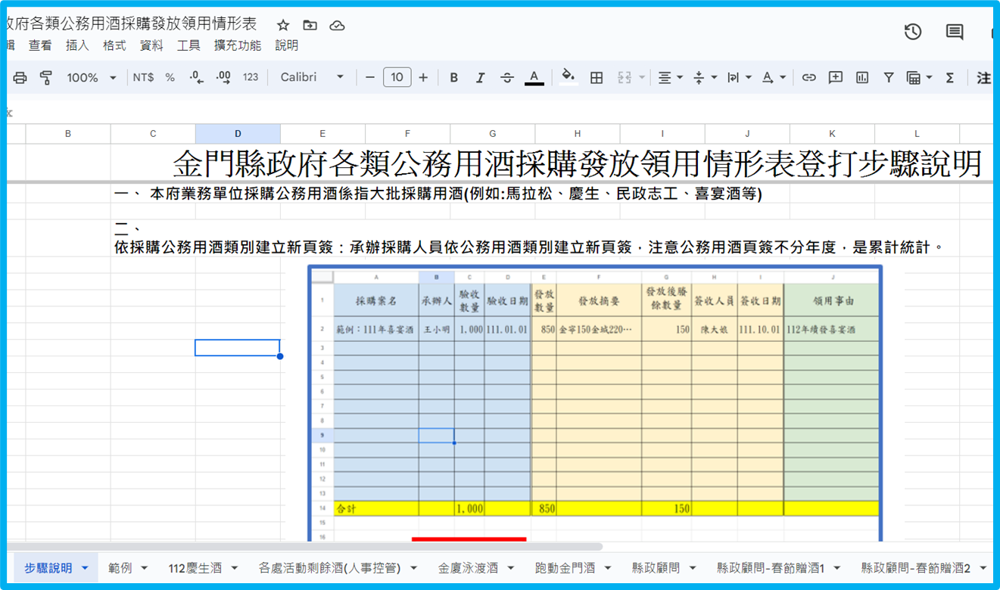 政府各類公務用酒採購發放領用情形表
輯 查看 插入 格式 資料 工具 擴充功能 說明
100% NT$ % .0 .00 123 Calibri 10 B I S A Σ 注
B C D E F G H I J K L
金門縣政府各類公務用酒採購發放領用情形表登打步驟說明
一、 本府業務單位採購公務用酒係指大批採購用酒(例如:馬拉松、慶生、民政志工、喜宴酒等)
二、
依採購公務用酒類別建立新頁簽：承辦採購人員依公務用酒類別建立新頁簽，注意公務用酒頁簽不分年度，是累計統計。
A B C D E F G H I J
1 採購案名 承辦人 驗收數量 驗收日期 發放數量 發放摘要 發放後賸餘數量 簽收人員 簽收日期 領用事由
2 範例：111年喜宴酒 王小明 1,000 111.01.01 850 金寧150金城220… 150 陳大娘 111.10.01 112年續發喜宴酒
3
4
5
6
7
8
9
10
11
12
13
14 合計 1,000 850 150
15
16
步驟說明 範例 112慶生酒 各處活動剩餘酒(人事控管) 金廈泳渡酒 跑動金門酒 縣政顧問 縣政顧問-春節贈酒1 縣政顧問-春節贈酒2